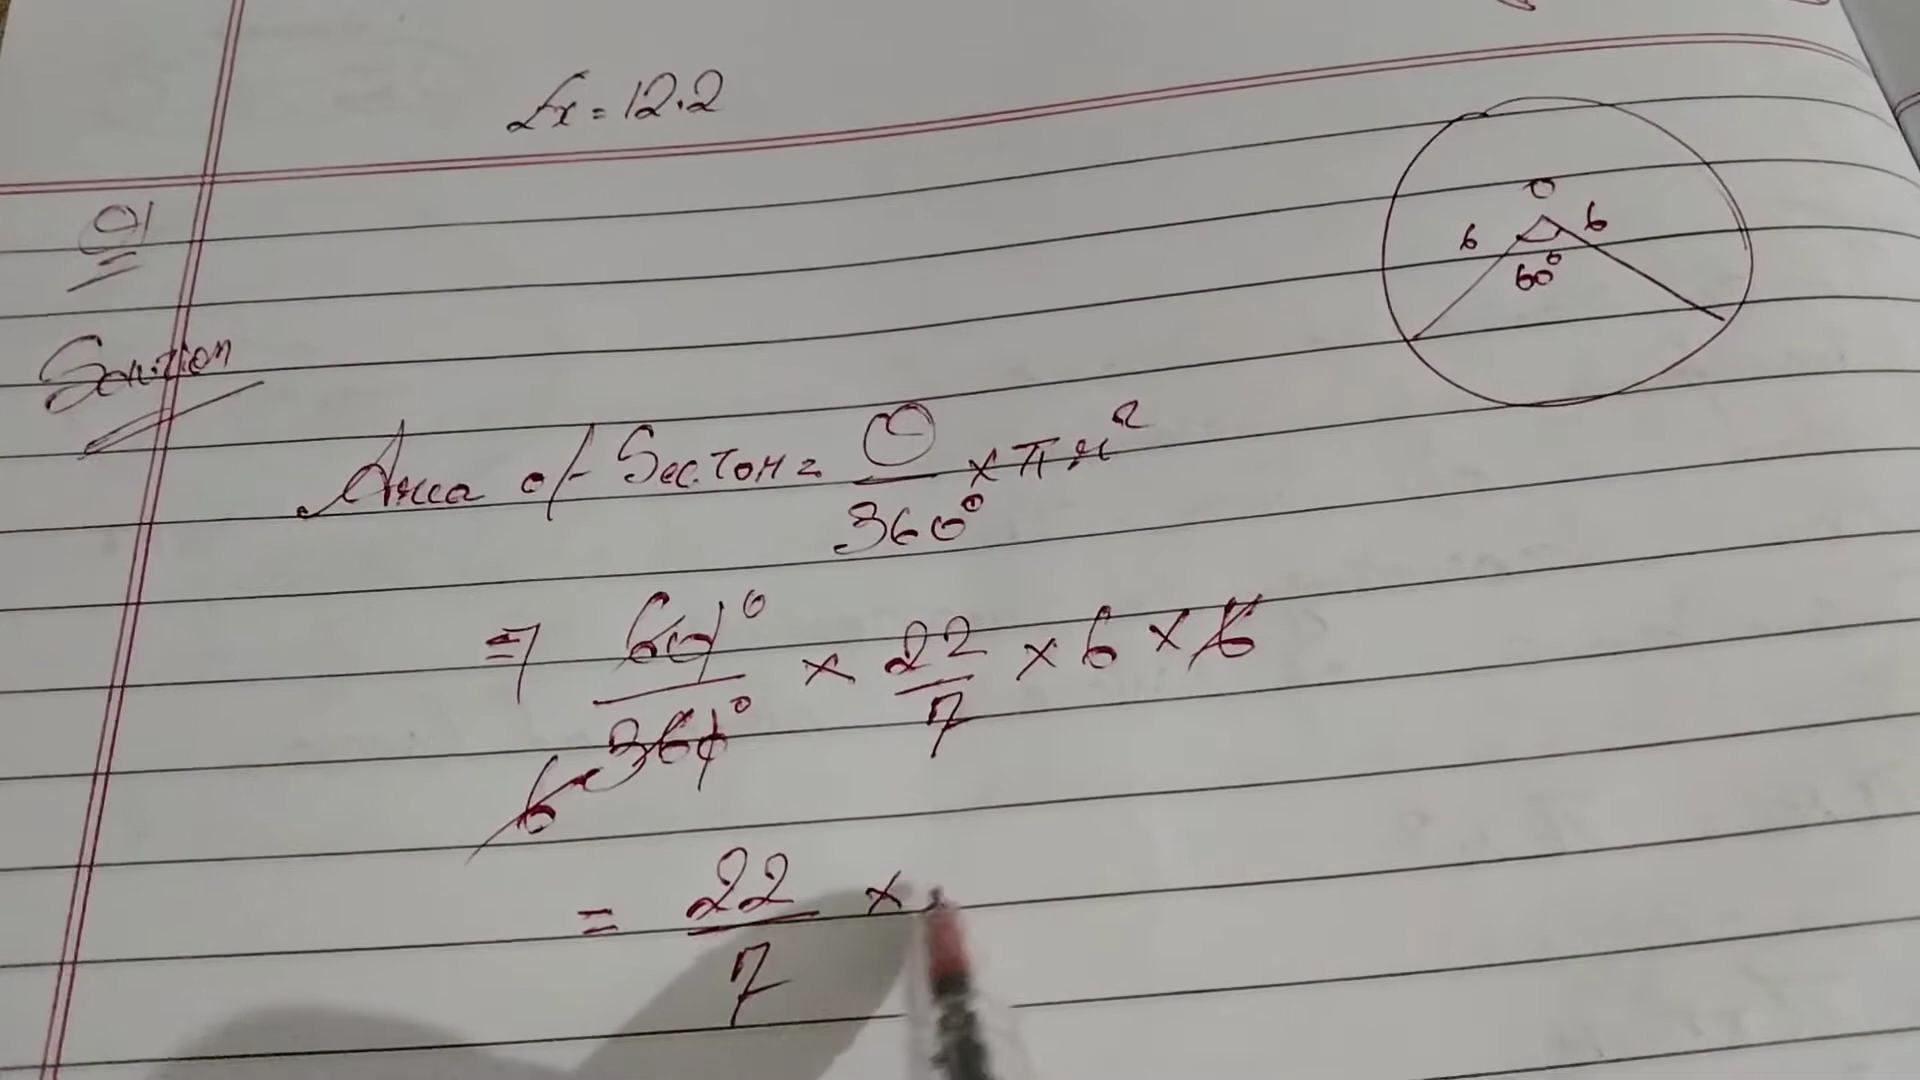 Ex = 12.2
Q1
O
6 6
60°
Solution
Area of Sector = θ/360° × πr²
⇒ 60°/360° × 22/7 × 6 × 6
6
= 22/7 ×